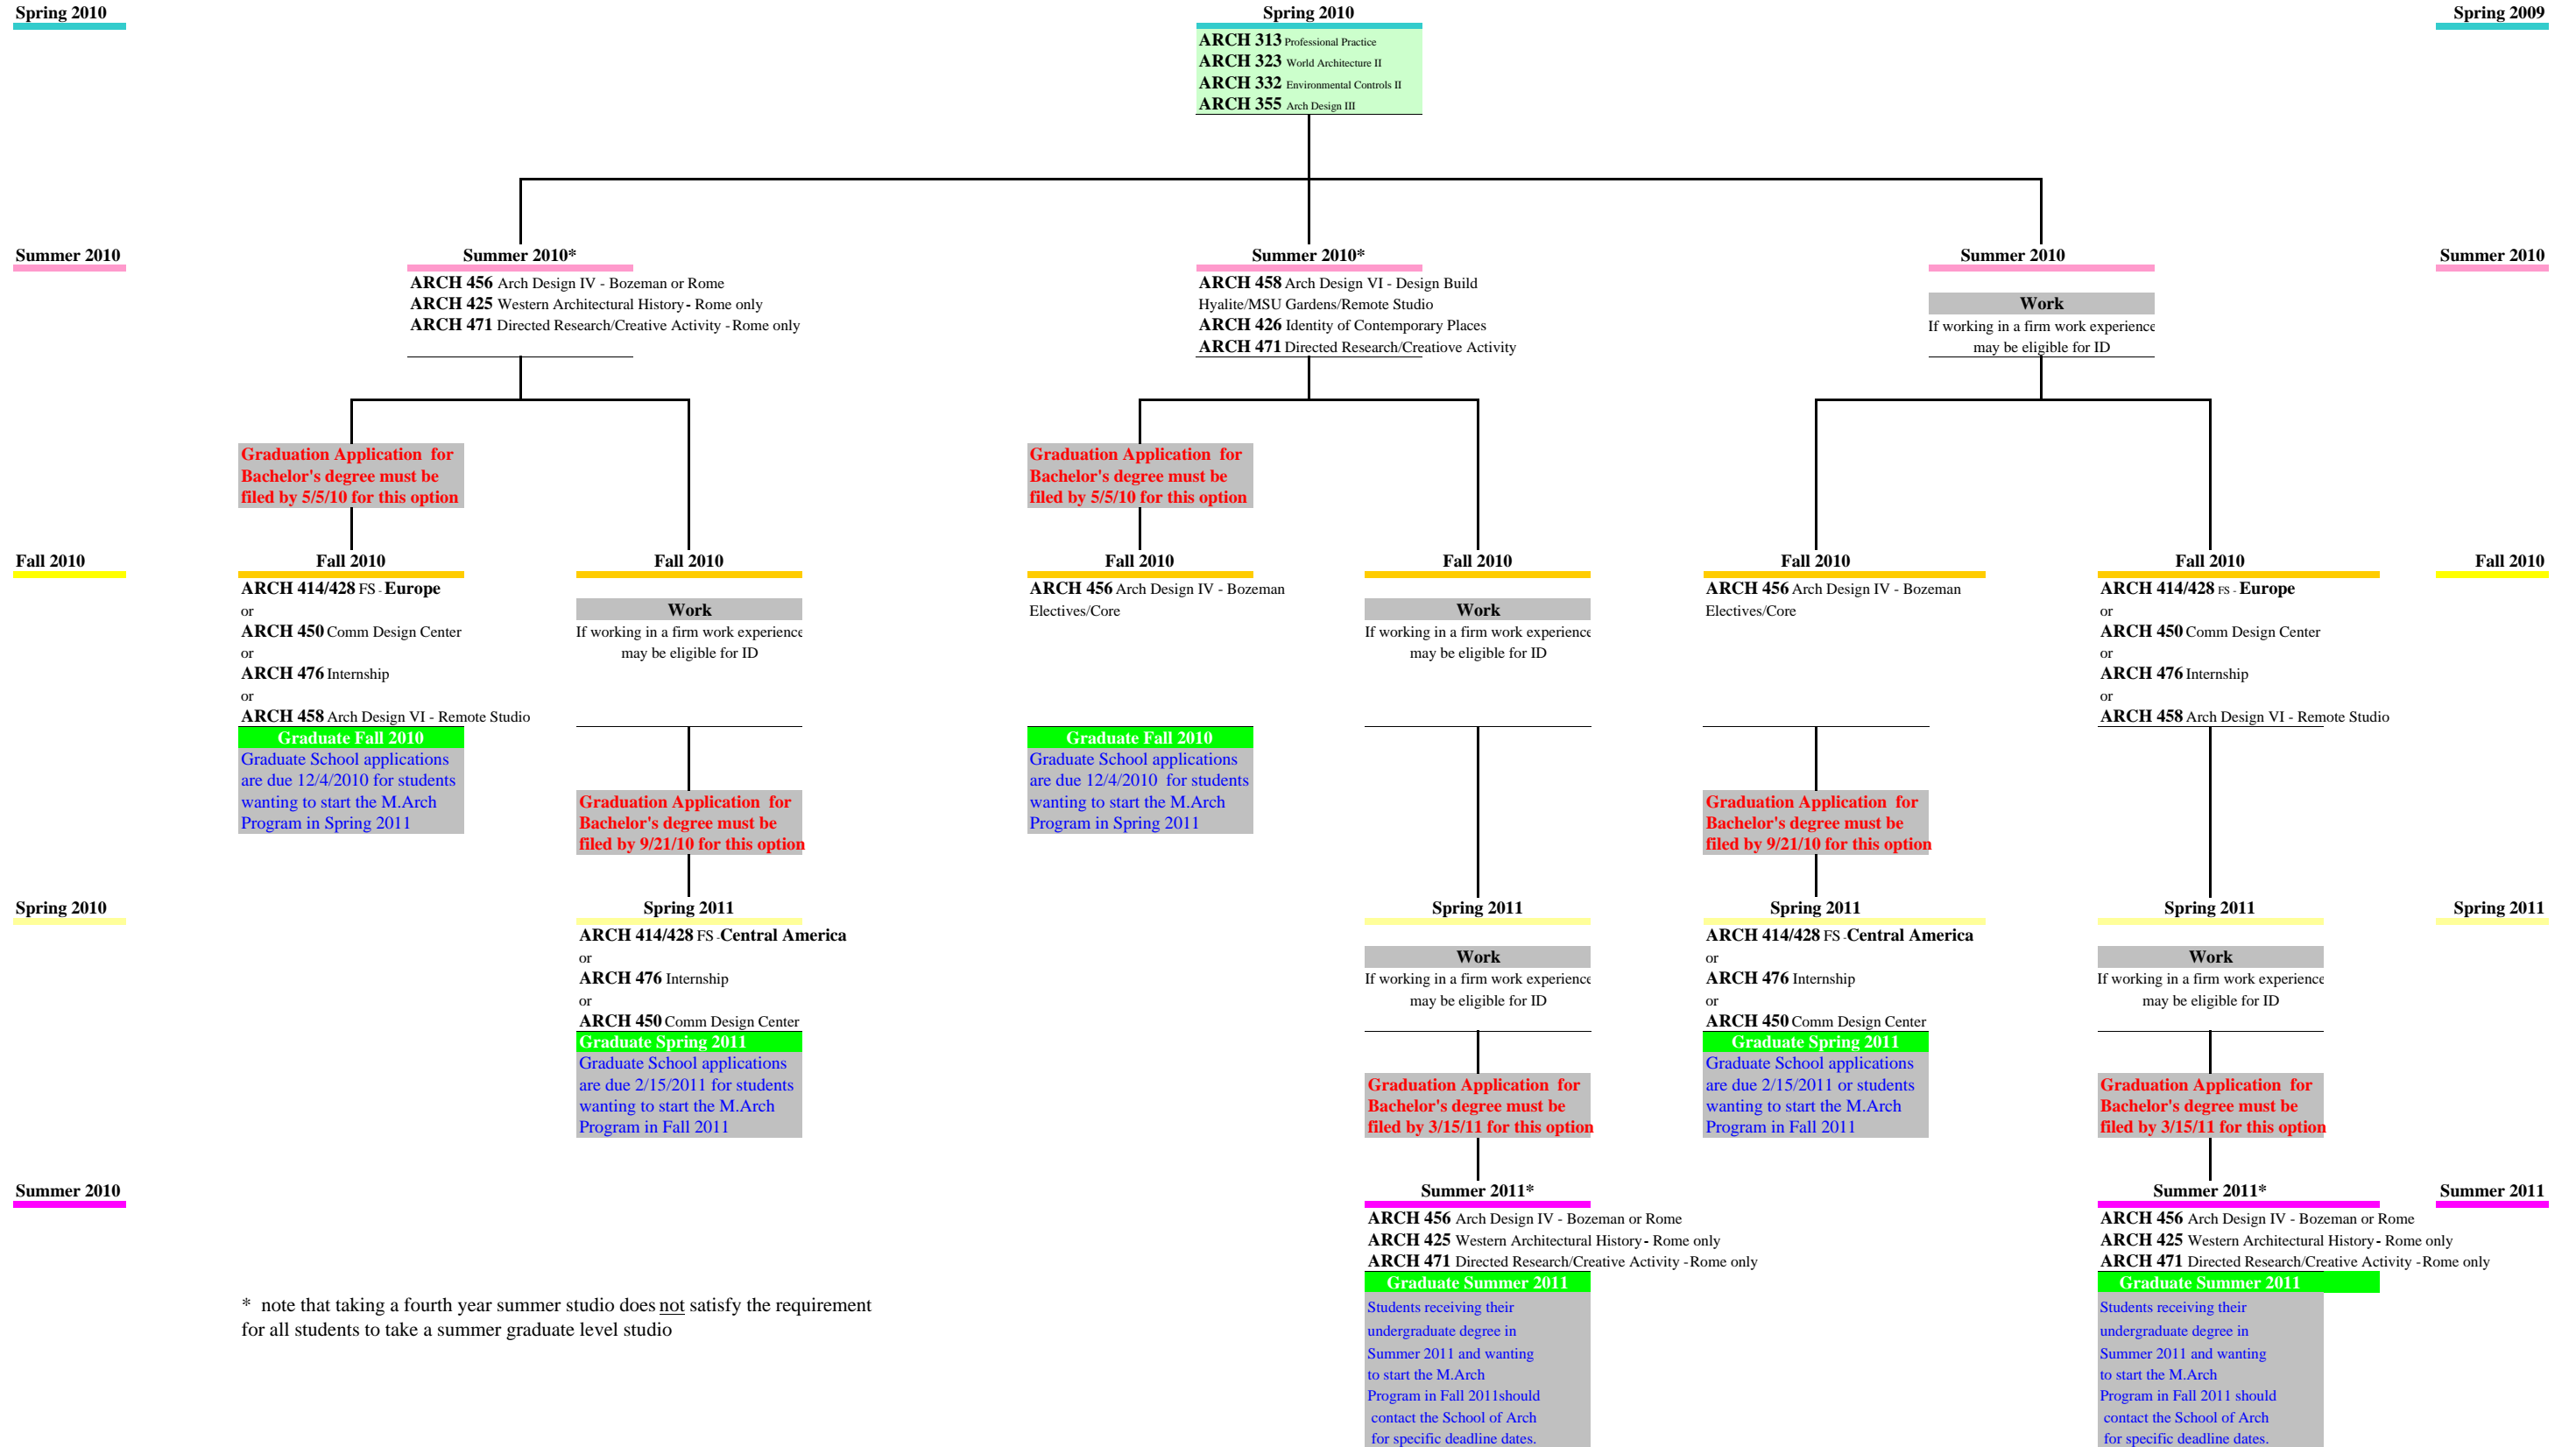 Spring 2010
Spring 2010
Spring 2009
ARCH 313 Professional Practice
ARCH 323 World Architecture II
ARCH 332 Environmental Controls II
ARCH 355 Arch Design III
Summer 2010
Summer 2010*
Summer 2010*
Summer 2010
Summer 2010
ARCH 456 Arch Design IV - Bozeman or Rome
ARCH 425 Western Architectural History - Rome only
ARCH 471 Directed Research/Creative Activity - Rome only
ARCH 458 Arch Design VI - Design Build
Hyalite/MSU Gardens/Remote Studio
ARCH 426 Identity of Contemporary Places
ARCH 471 Directed Research/Creatiove Activity
Work
If working in a firm work experience
may be eligible for ID
Graduation Application for
Bachelor's degree must be
filed by 5/5/10 for this option
Graduation Application for
Bachelor's degree must be
filed by 5/5/10 for this option
Fall 2010
Fall 2010
Fall 2010
Fall 2010
Fall 2010
Fall 2010
Fall 2010
Fall 2010
ARCH 414/428 FS - Europe
or
ARCH 450 Comm Design Center
or
ARCH 476 Internship
or
ARCH 458 Arch Design VI - Remote Studio
Graduate Fall 2010
Graduate School applications
are due 12/4/2010 for students
wanting to start the M.Arch
Program in Spring 2011
Work
If working in a firm work experience
may be eligible for ID
Graduation Application for
Bachelor's degree must be
filed by 9/21/10 for this option
ARCH 456 Arch Design IV - Bozeman
Electives/Core
Graduate Fall 2010
Graduate School applications
are due 12/4/2010 for students
wanting to start the M.Arch
Program in Spring 2011
Work
If working in a firm work experience
may be eligible for ID
ARCH 456 Arch Design IV - Bozeman
Electives/Core
Graduation Application for
Bachelor's degree must be
filed by 9/21/10 for this option
ARCH 414/428 FS - Europe
or
ARCH 450 Comm Design Center
or
ARCH 476 Internship
or
ARCH 458 Arch Design VI - Remote Studio
Spring 2010
Spring 2011
Spring 2011
Spring 2011
Spring 2011
Spring 2011
ARCH 414/428 FS - Central America
or
ARCH 476 Internship
or
ARCH 450 Comm Design Center
Graduate Spring 2011
Graduate School applications
are due 2/15/2011 for students
wanting to start the M.Arch
Program in Fall 2011
Work
If working in a firm work experience
may be eligible for ID
Graduation Application for
Bachelor's degree must be
filed by 3/15/11 for this option
ARCH 414/428 FS - Central America
or
ARCH 476 Internship
or
ARCH 450 Comm Design Center
Graduate Spring 2011
Graduate School applications
are due 2/15/2011 or students
wanting to start the M.Arch
Program in Fall 2011
Work
If working in a firm work experience
may be eligible for ID
Graduation Application for
Bachelor's degree must be
filed by 3/15/11 for this option
Summer 2010
Summer 2011*
Summer 2011*
Summer 2011
ARCH 456 Arch Design IV - Bozeman or Rome
ARCH 425 Western Architectural History - Rome only
ARCH 471 Directed Research/Creative Activity - Rome only
Graduate Summer 2011
Students receiving their
undergraduate degree in
Summer 2011 and wanting
to start the M.Arch
Program in Fall 2011should
contact the School of Arch
for specific deadline dates.
ARCH 456 Arch Design IV - Bozeman or Rome
ARCH 425 Western Architectural History - Rome only
ARCH 471 Directed Research/Creative Activity - Rome only
Graduate Summer 2011
Students receiving their
undergraduate degree in
Summer 2011 and wanting
to start the M.Arch
Program in Fall 2011 should
contact the School of Arch
for specific deadline dates.
* note that taking a fourth year summer studio does not satisfy the requirement
for all students to take a summer graduate level studio